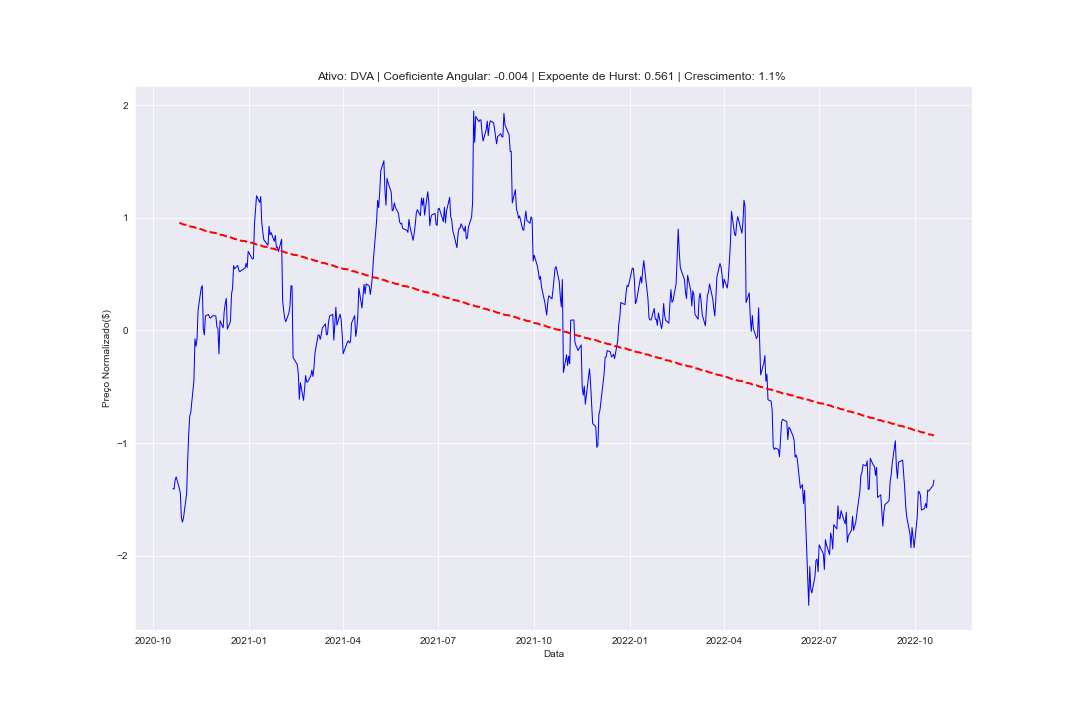 Ativo: DVA | Coeficiente Angular: -0.004 | Expoente de Hurst: 0.561 | Crescimento: 1.1%
Preço Normalizado($)
2
1
0
−1
−2
2020-10 2021-01 2021-04 2021-07 2021-10 2022-01 2022-04 2022-07 2022-10
Data